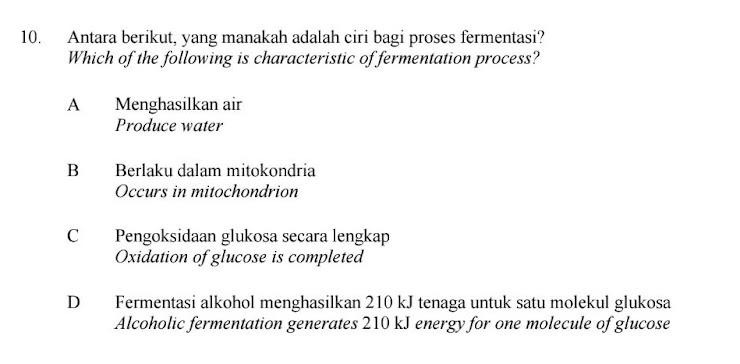 10. Antara berikut, yang manakah adalah ciri bagi proses fermentasi?
Which of the following is characteristic of fermentation process?
A Menghasilkan air
Produce water
B Berlaku dalam mitokondria
Occurs in mitochondrion
C Pengoksidaan glukosa secara lengkap
Oxidation of glucose is completed
D Fermentasi alkohol menghasilkan 210 kJ tenaga untuk satu molekul glukosa
Alcoholic fermentation generates 210 kJ energy for one molecule of glucose